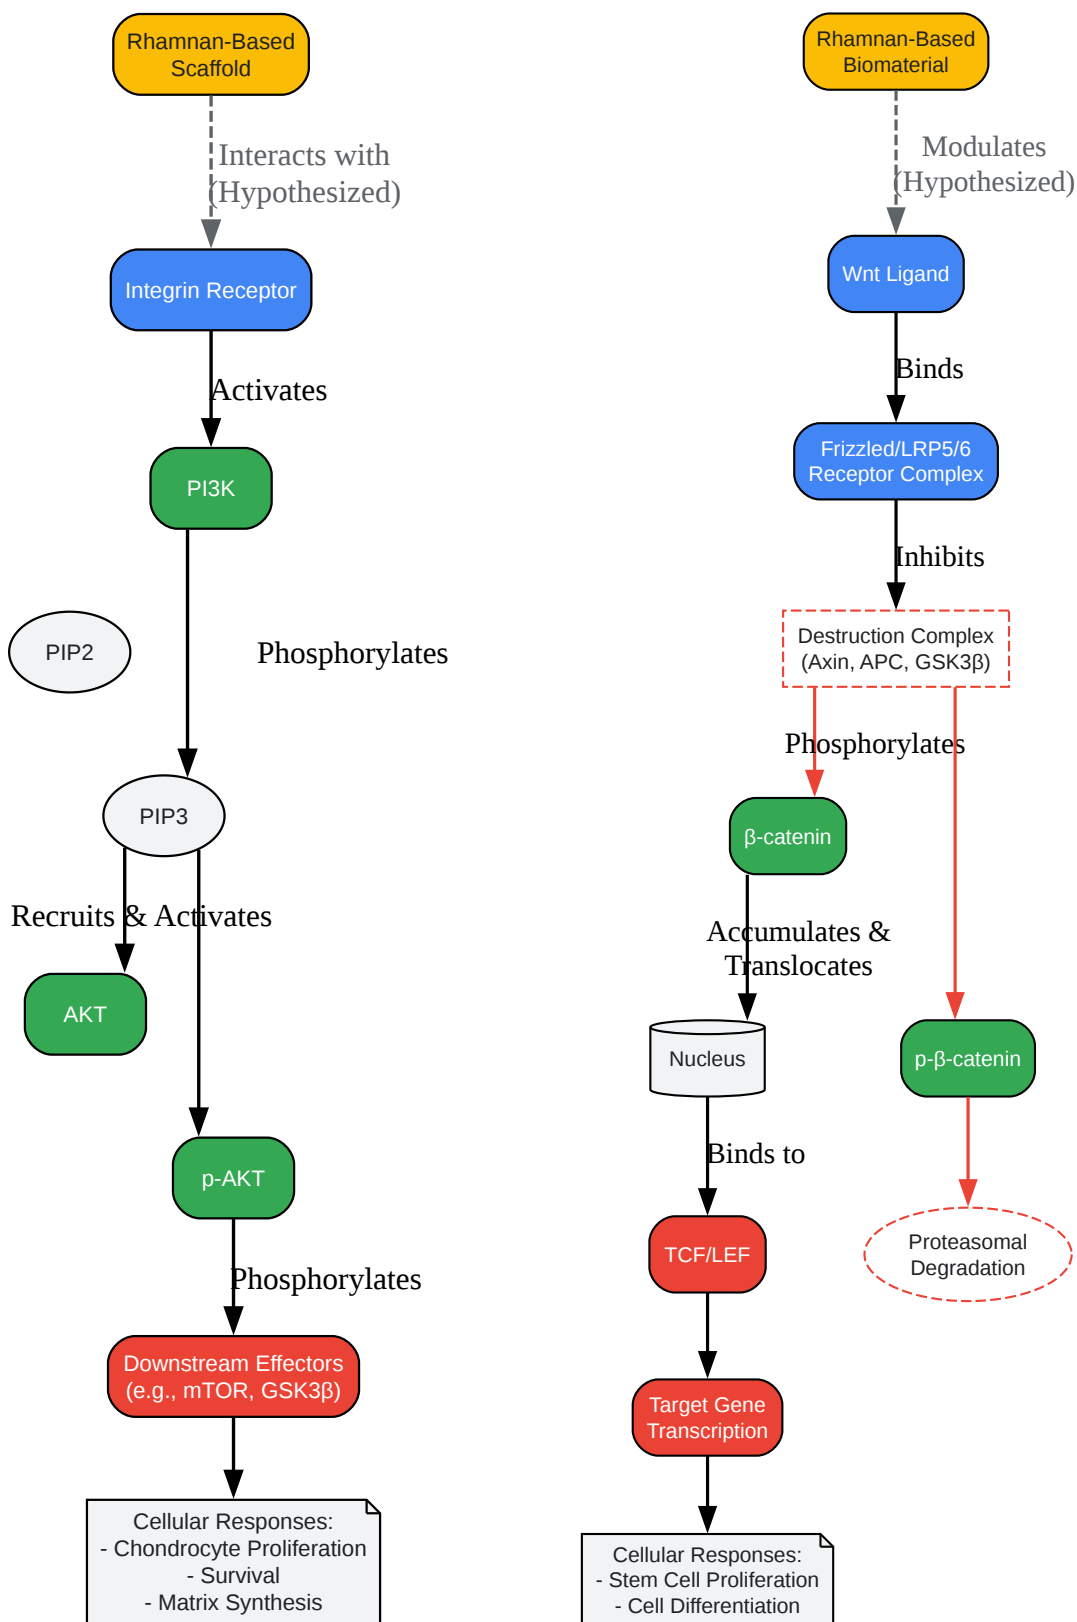 Rhamnan-Based
Scaffold
Interacts with
(Hypothesized)
Integrin Receptor
Activates
PI3K
PIP2
Phosphorylates
PIP3
Recruits & Activates
AKT
p-AKT
Phosphorylates
Downstream Effectors
(e.g., mTOR, GSK3β)
Cellular Responses:
- Chondrocyte Proliferation
- Survival
- Matrix Synthesis
Rhamnan-Based
Biomaterial
Modulates
(Hypothesized)
Wnt Ligand
Binds
Frizzled/LRP5/6
Receptor Complex
Inhibits
Destruction Complex
(Axin, APC, GSK3β)
Phosphorylates
β-catenin
Accumulates &
Translocates
Nucleus
p-β-catenin
Binds to
TCF/LEF
Proteasomal
Degradation
Target Gene
Transcription
Cellular Responses:
- Stem Cell Proliferation
- Cell Differentiation